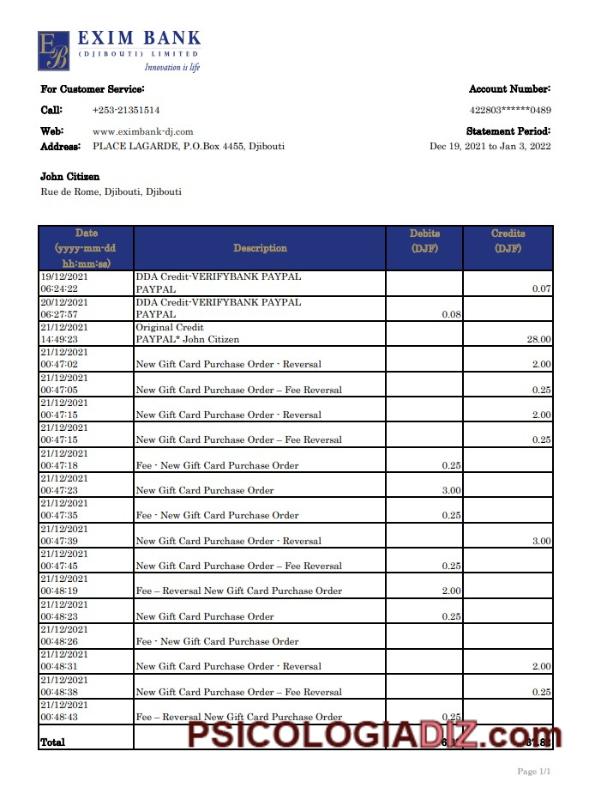 EXIM BANK
(DJIBOUTI) LIMITED
Innovation is life
For Customer Service:
Account Number:
Call: +253-21351514
422803******0489
Web: www.eximbank-dj.com
Statement Period:
Address: PLACE LAGARDE, P.O.Box 4455, Djibouti
Dec 19, 2021 to Jan 3, 2022
John Citizen
Rue de Rome, Djibouti, Djibouti
Date Debits Credits
(yyyy-mm-dd Description (DJF) (DJF)
hh:mm:ss)
19/12/2021 DDA Credit-VERIFYBANK PAYPAL
06:24:22 PAYPAL 0.07
20/12/2021 DDA Credit-VERIFYBANK PAYPAL
06:27:57 PAYPAL 0.08
21/12/2021 Original Credit
14:49:23 PAYPAL* John Citizen 28.00
21/12/2021
00:47:02 New Gift Card Purchase Order - Reversal 2.00
21/12/2021
00:47:05 New Gift Card Purchase Order – Fee Reversal 0.25
21/12/2021
00:47:15 New Gift Card Purchase Order - Reversal 2.00
21/12/2021
00:47:15 New Gift Card Purchase Order – Fee Reversal 0.25
21/12/2021
00:47:18 Fee - New Gift Card Purchase Order 0.25
21/12/2021
00:47:23 New Gift Card Purchase Order 3.00
21/12/2021
00:47:35 Fee - New Gift Card Purchase Order 0.25
21/12/2021
00:47:39 New Gift Card Purchase Order - Reversal 3.00
21/12/2021
00:47:45 New Gift Card Purchase Order – Fee Reversal 0.25
21/12/2021
00:48:19 Fee – Reversal New Gift Card Purchase Order 2.00
21/12/2021
00:48:23 New Gift Card Purchase Order 0.25
21/12/2021
00:48:26 Fee - New Gift Card Purchase Order
21/12/2021
00:48:31 New Gift Card Purchase Order - Reversal 2.00
21/12/2021
00:48:38 New Gift Card Purchase Order – Fee Reversal 0.25
21/12/2021
00:48:43 Fee – Reversal New Gift Card Purchase Order 0.25
Total
PSICOLOGIADIZ.com
Page 1/1